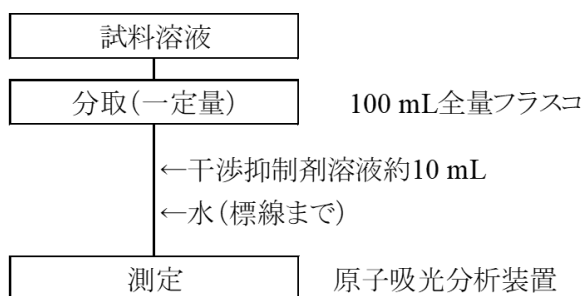 試料溶液
分取(一定量) 100 mL全量フラスコ
←干渉抑制剤溶液約10 mL
←水(標線まで)
測定 原子吸光分析装置